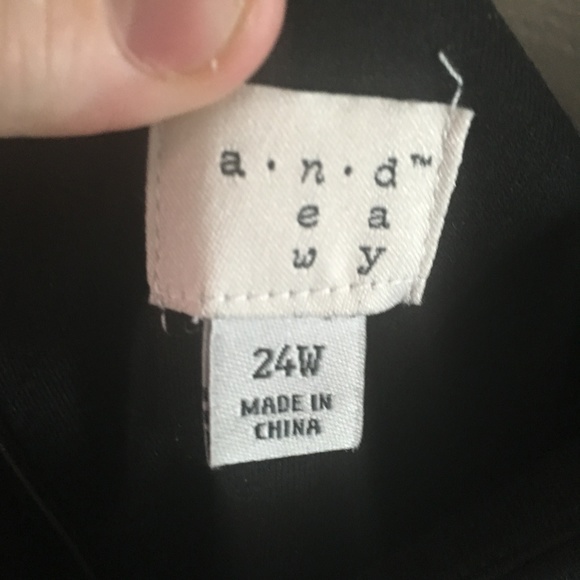 a · n · d™
e a
w y
24W
MADE IN
CHINA